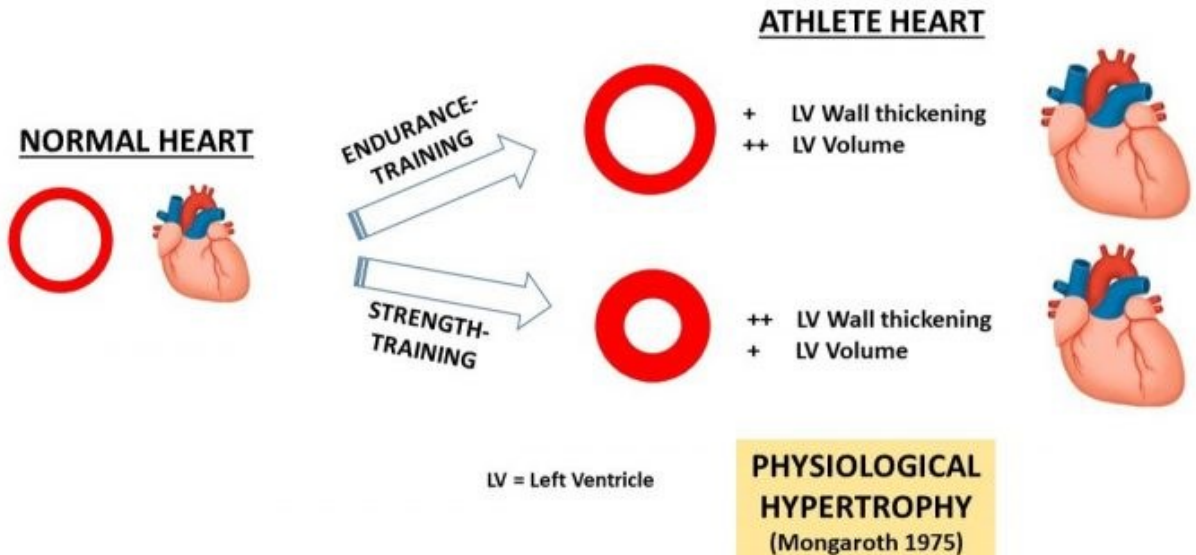 ATHLETE HEART
NORMAL HEART
ENDURANCE-
TRAINING
+ LV Wall thickening
++ LV Volume
STRENGTH-
TRAINING
++ LV Wall thickening
+ LV Volume
LV = Left Ventricle
PHYSIOLOGICAL
HYPERTROPHY
(Mongaroth 1975)